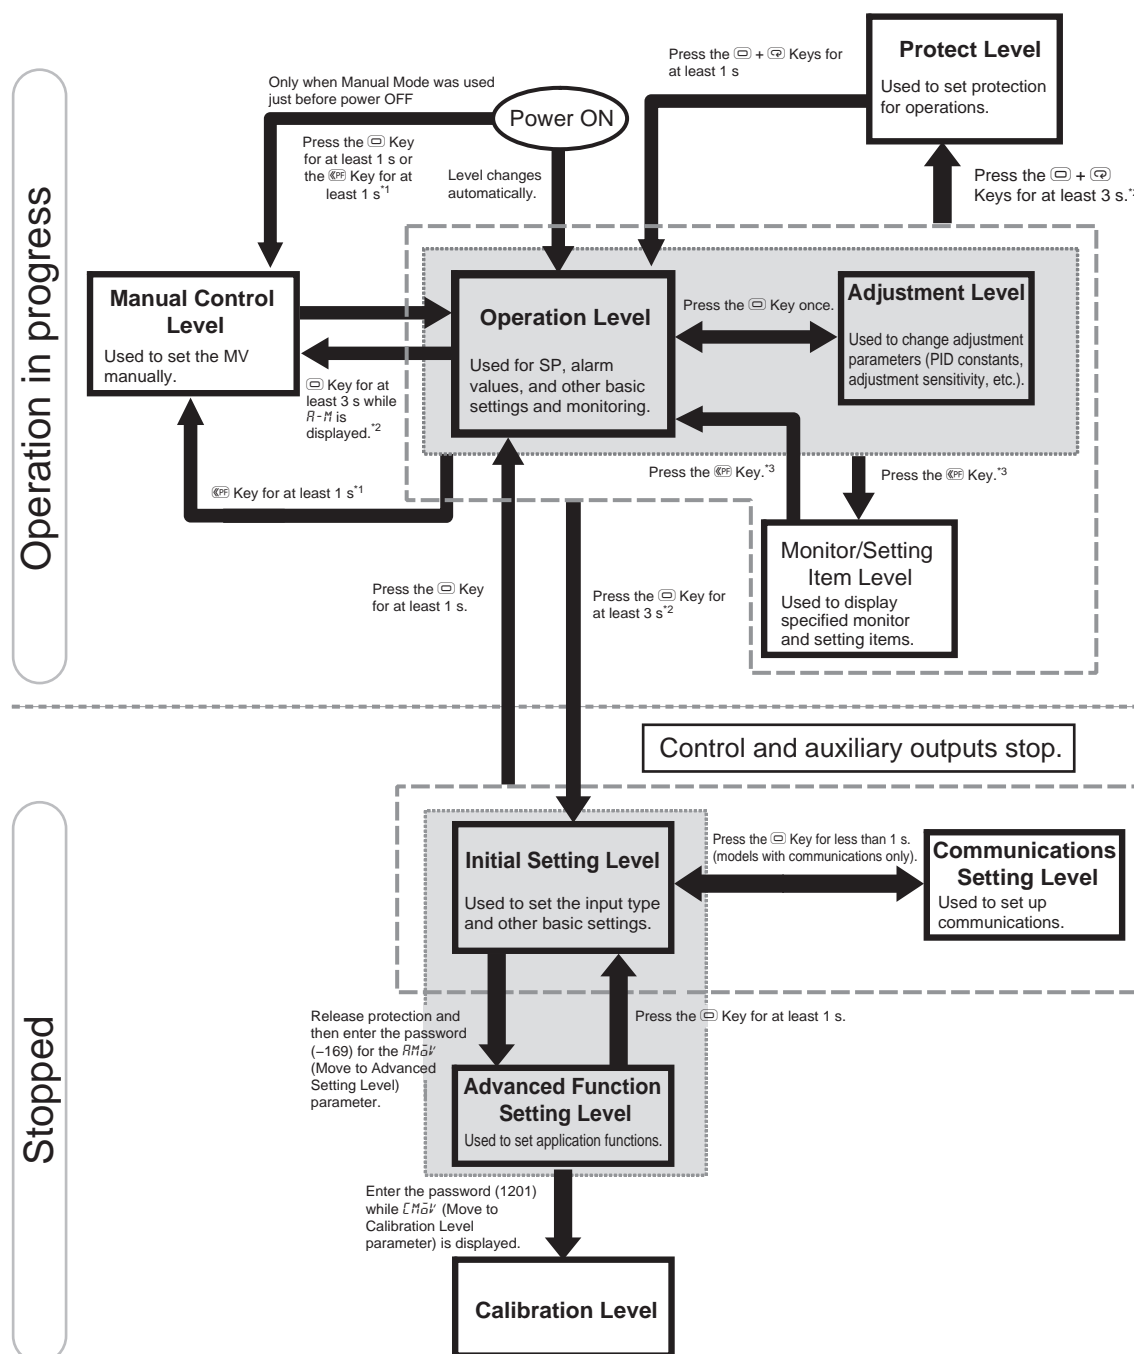 Operation in progress
Only when Manual Mode was used
just before power OFF
Power ON
Press the + Keys for
at least 1 s
Protect Level
Used to set protection
for operations.
Press the Key
for at least 1 s or
the PF Key for at
least 1 s*1
Level changes
automatically.
Press the +
Keys for at least 3 s.
Manual Control
Level
Used to set the MV
manually.
Operation Level
Used for SP, alarm
values, and other basic
settings and monitoring.
Press the Key once.
Adjustment Level
Used to change adjustment
parameters (PID constants,
adjustment sensitivity, etc.).
Key for at
least 3 s while
A-M is
displayed.*2
PF Key for at least 1 s*1
Press the PF Key.*3
Press the PF Key.*3
Monitor/Setting
Item Level
Used to display
specified monitor
and setting items.
Press the Key
for at least 1 s.
Press the Key for
at least 3 s*2
Control and auxiliary outputs stop.
Stopped
Initial Setting Level
Used to set the input type
and other basic settings.
Press the Key for less than 1 s.
(models with communications only).
Communications
Setting Level
Used to set up
communications.
Release protection and
then enter the password
(−169) for the AMOV
(Move to Advanced
Setting Level)
parameter.
Press the Key for at least 1 s.
Advanced Function
Setting Level
Used to set application functions.
Enter the password (1201)
while CMOV (Move to
Calibration Level
parameter) is displayed.
Calibration Level